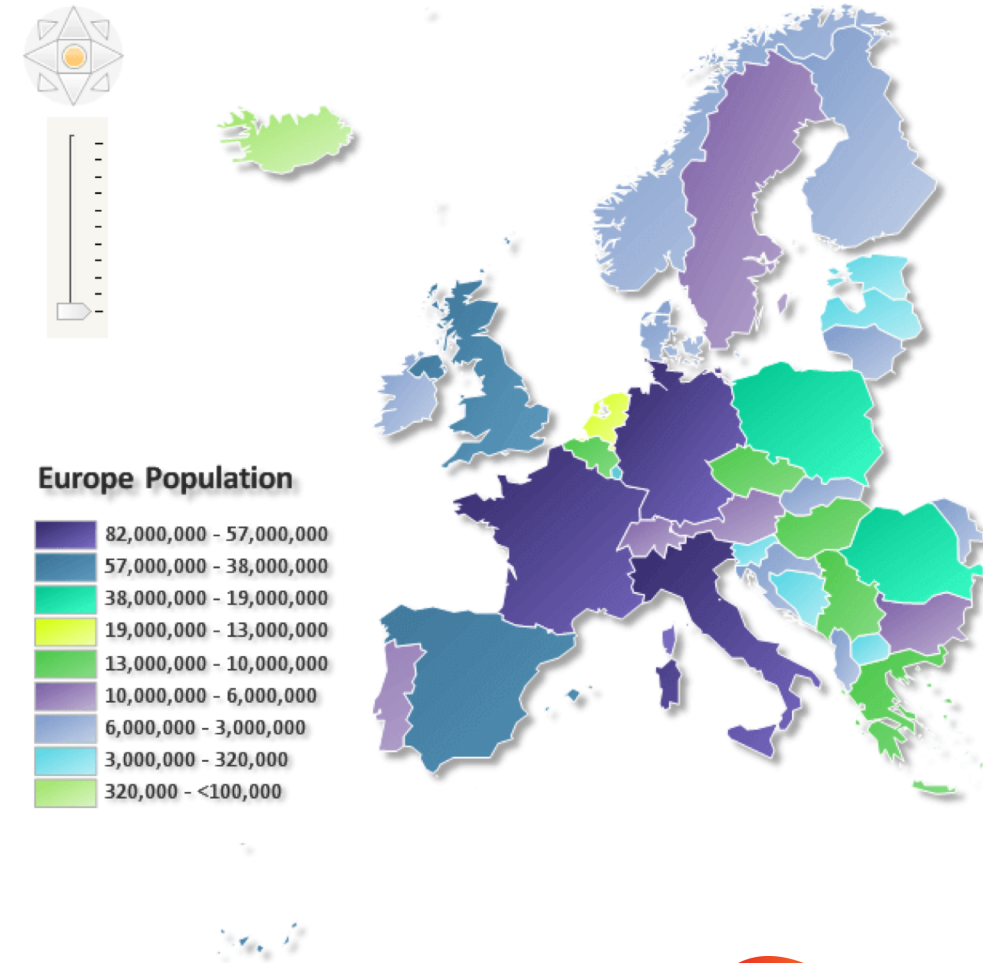 Europe Population
82,000,000 - 57,000,000
57,000,000 - 38,000,000
38,000,000 - 19,000,000
19,000,000 - 13,000,000
13,000,000 - 10,000,000
10,000,000 - 6,000,000
6,000,000 - 3,000,000
3,000,000 - 320,000
320,000 - <100,000